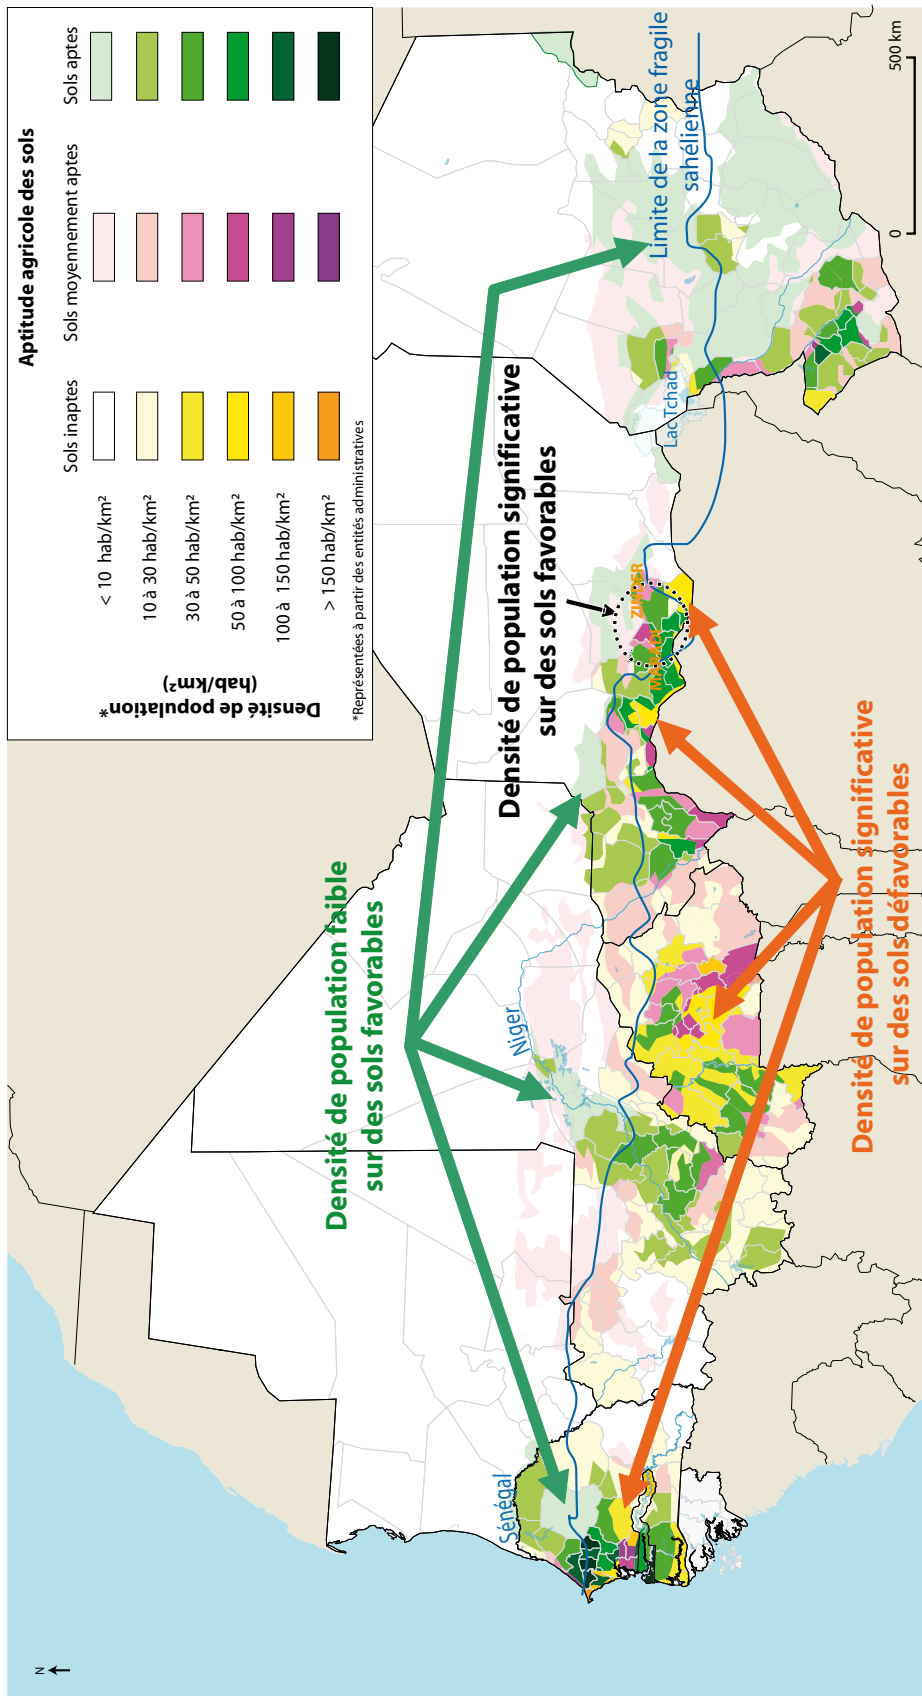 Aptitude agricole des sols
Sols inaptes
Sols moyennement aptes
Sols aptes
< 10 hab/km²
10 à 30 hab/km²
30 à 50 hab/km²
50 à 100 hab/km²
100 à 150 hab/km²
> 150 hab/km²
Densité de population*
(hab/km²)
*Représentées à partir des entités administratives
N
Densité de population faible
sur des sols favorables
Densité de population significative
sur des sols favorables
Limite de la zone fragile
sahélienne
Sénégal
Niger
Lac Tchad
MARADI
ZINDER
Densité de population significative
sur des sols défavorables
0
500 km